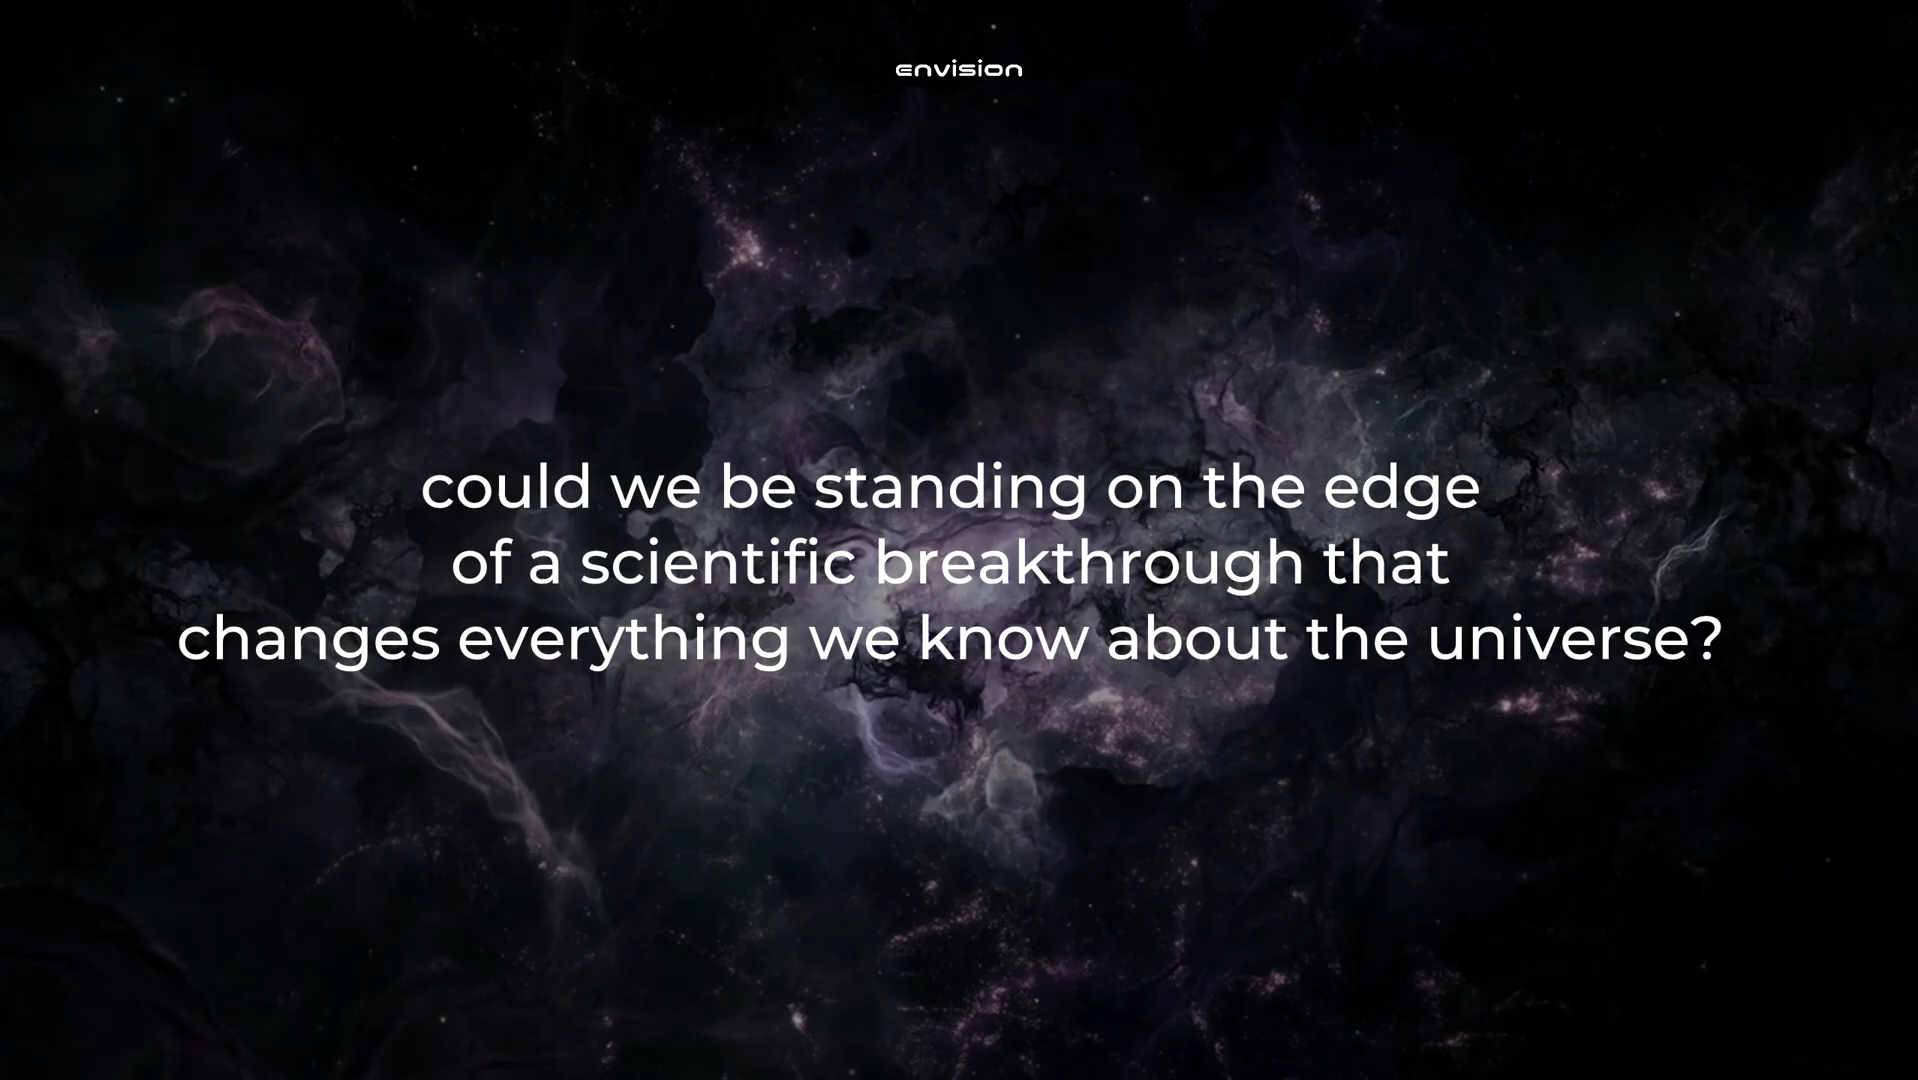 envision
could we be standing on the edge
of a scientific breakthrough that
changes everything we know about the universe?